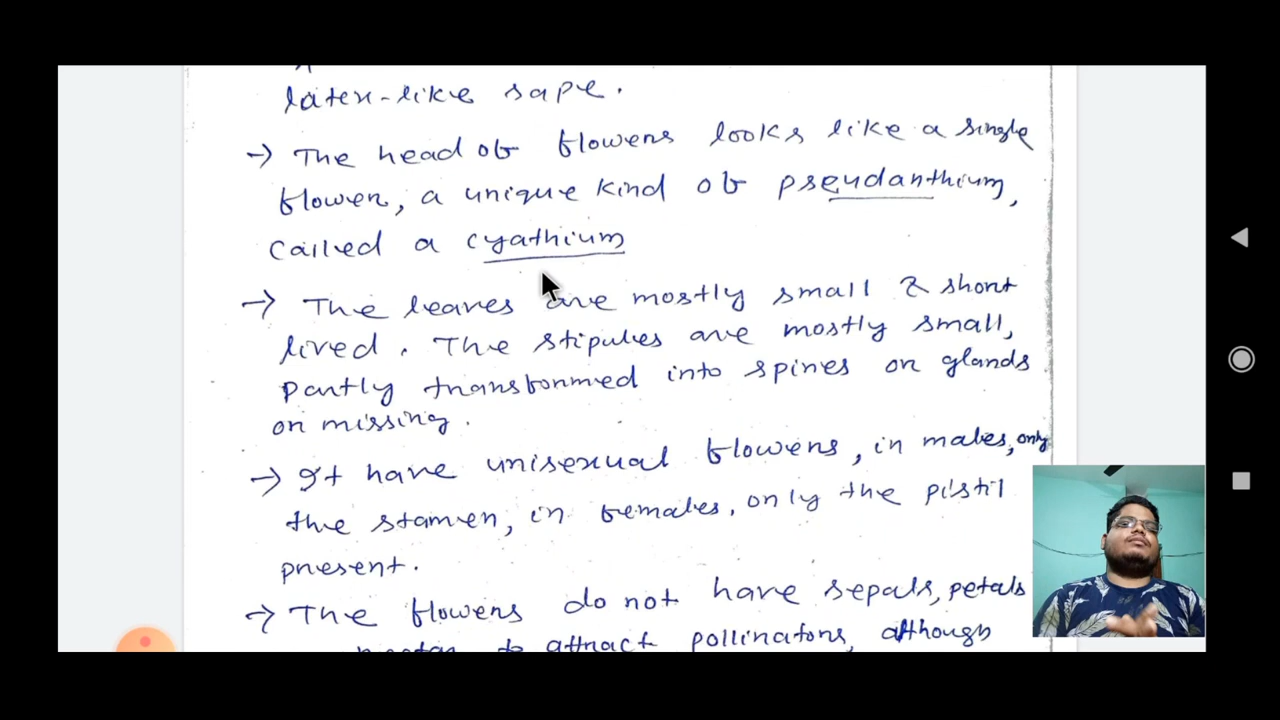 latex-like sape.
→ The head of flowers looks like a single
flower, a unique kind of pseudanthium,
called a cyathium
→ The leaves are mostly small & short
lived. The stipules are mostly small,
partly transformed into spines or glands
or missing.
→ It have unisexual flowers, in males, only
the stamen, in females, only the pistil
present.
→ The flowers do not have sepals, petals
to attract pollinators, although